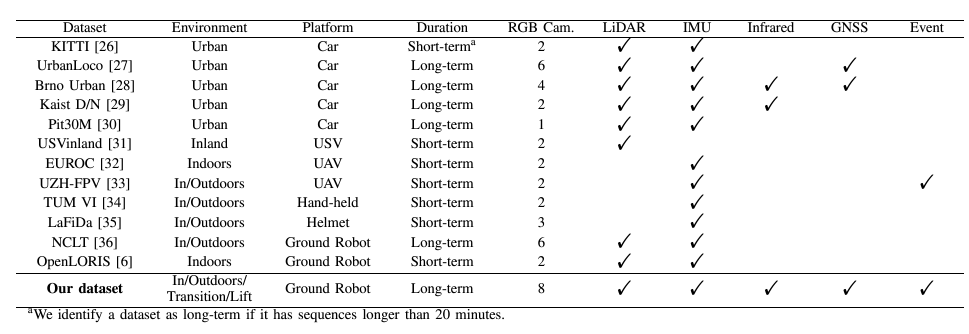 Dataset Environment Platform Duration RGB Cam. LiDAR IMU Infrared GNSS Event
KITTI [26] Urban Car Short-termª 2 ✓ ✓
UrbanLoco [27] Urban Car Long-term 6 ✓ ✓ ✓
Brno Urban [28] Urban Car Long-term 4 ✓ ✓ ✓ ✓
Kaist D/N [29] Urban Car Long-term 2 ✓ ✓ ✓
Pit30M [30] Urban Car Long-term 1 ✓ ✓
USVinland [31] Inland USV Short-term 2 ✓
EUROC [32] Indoors UAV Short-term 2 ✓
UZH-FPV [33] In/Outdoors UAV Short-term 2 ✓ ✓
TUM VI [34] In/Outdoors Hand-held Short-term 2 ✓
LaFiDa [35] In/Outdoors Helmet Short-term 3 ✓
NCLT [36] In/Outdoors Ground Robot Long-term 6 ✓ ✓
OpenLORIS [6] Indoors Ground Robot Short-term 2 ✓ ✓
Our dataset In/Outdoors/ Ground Robot Long-term 8 ✓ ✓ ✓ ✓ ✓
Transition/Lift
ªWe identify a dataset as long-term if it has sequences longer than 20 minutes.